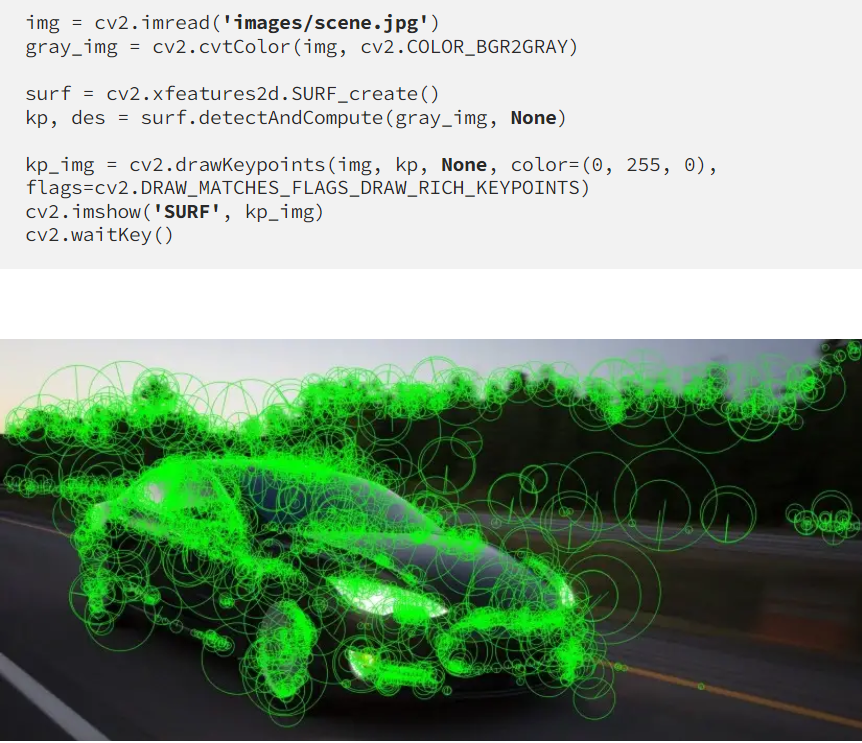 img = cv2.imread('images/scene.jpg')
gray_img = cv2.cvtColor(img, cv2.COLOR_BGR2GRAY)
surf = cv2.xfeatures2d.SURF_create()
kp, des = surf.detectAndCompute(gray_img, None)
kp_img = cv2.drawKeypoints(img, kp, None, color=(0, 255, 0),
flags=cv2.DRAW_MATCHES_FLAGS_DRAW_RICH_KEYPOINTS)
cv2.imshow('SURF', kp_img)
cv2.waitKey()